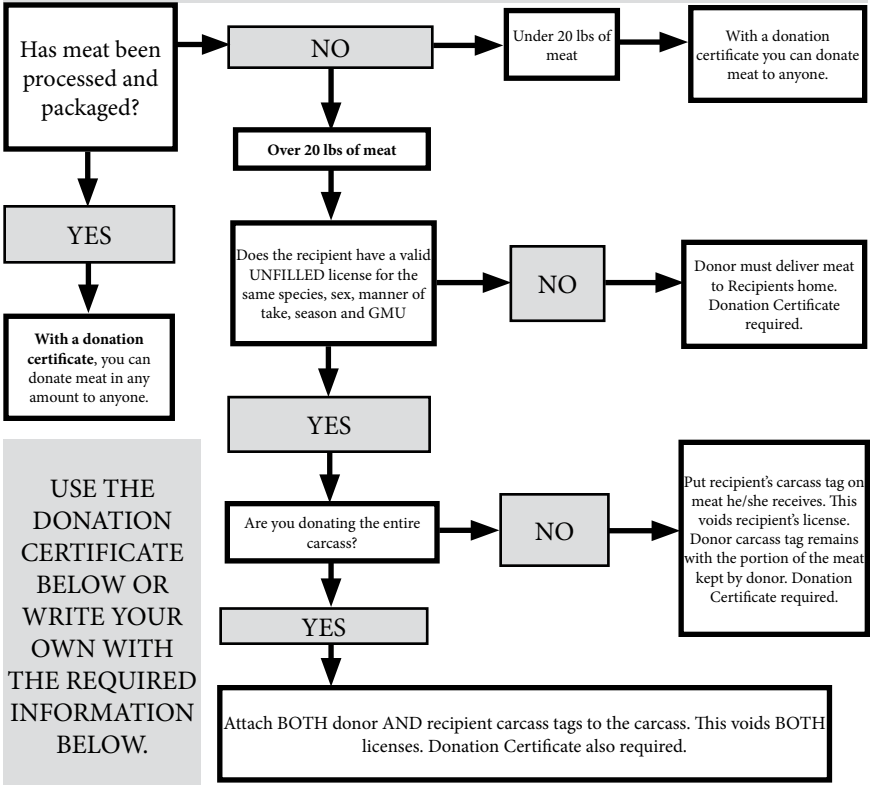 Has meat been
processed and
packaged?
NO
Under 20 lbs of
meat
With a donation
certificate you can donate
meat to anyone.
Over 20 lbs of meat
YES
Does the recipient have a valid
UNFILLED license for the
same species, sex, manner of
take, season and GMU
NO
Donor must deliver meat
to Recipients home.
Donation Certificate
required.
With a donation
certificate, you can
donate meat in any
amount to anyone.
YES
USE THE
DONATION
CERTIFICATE
BELOW OR
WRITE YOUR
OWN WITH
THE REQUIRED
INFORMATION
BELOW.
Are you donating the entire
carcass?
NO
Put recipient's carcass tag on
meat he/she receives. This
voids recipient's license.
Donor carcass tag remains
with the portion of the meat
kept by donor. Donation
Certificate required.
YES
Attach BOTH donor AND recipient carcass tags to the carcass. This voids BOTH
licenses. Donation Certificate also required.